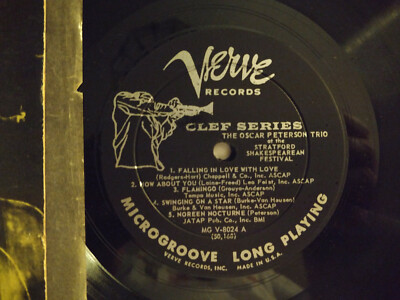 Verve
RECORDS
CLEF SERIES
THE OSCAR PETERSON TRIO
at the
STRATFORD
SHAKESPEAREAN
FESTIVAL
1. FALLING IN LOVE WITH LOVE
(Rodgers-Hart) Chappell & Co., Inc. ASCAP
2. HOW ABOUT YOU (Lane-Freed) Leo Feist, Inc. ASCAP
3. FLAMINGO (Grouya-Anderson)
Tempo Music, Inc. ASCAP
4. SWINGING ON A STAR (Burke-Van Heusen)
Burke & Van Heusen, Inc. ASCAP
5. NOREEN NOCTURNE (Peterson)
JATAP Pub. Co., Inc. BMI
MG V-8024 A
(50,168)
MICROGROOVE LONG PLAYING
VERVE RECORDS, INC. MADE IN U.S.A.